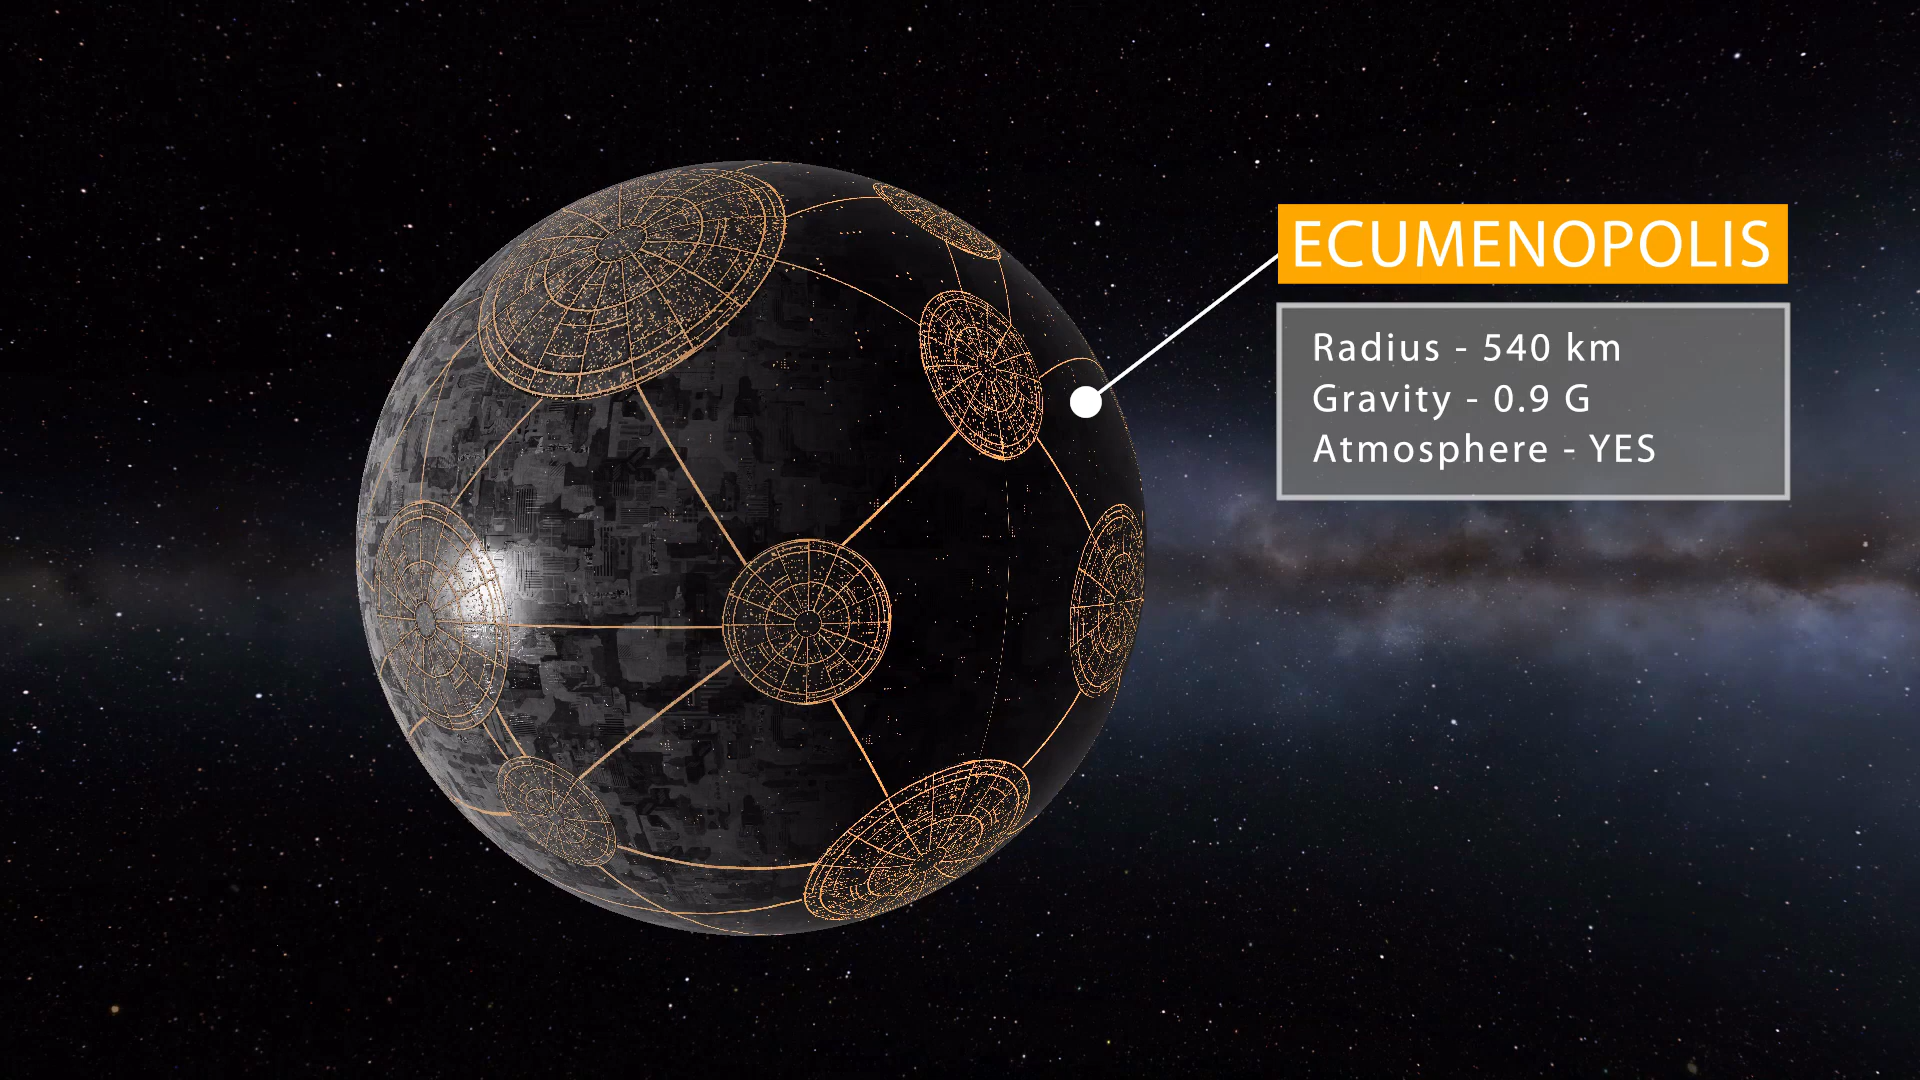 ECUMENOPOLIS
Radius - 540 km
Gravity - 0.9 G
Atmosphere - YES